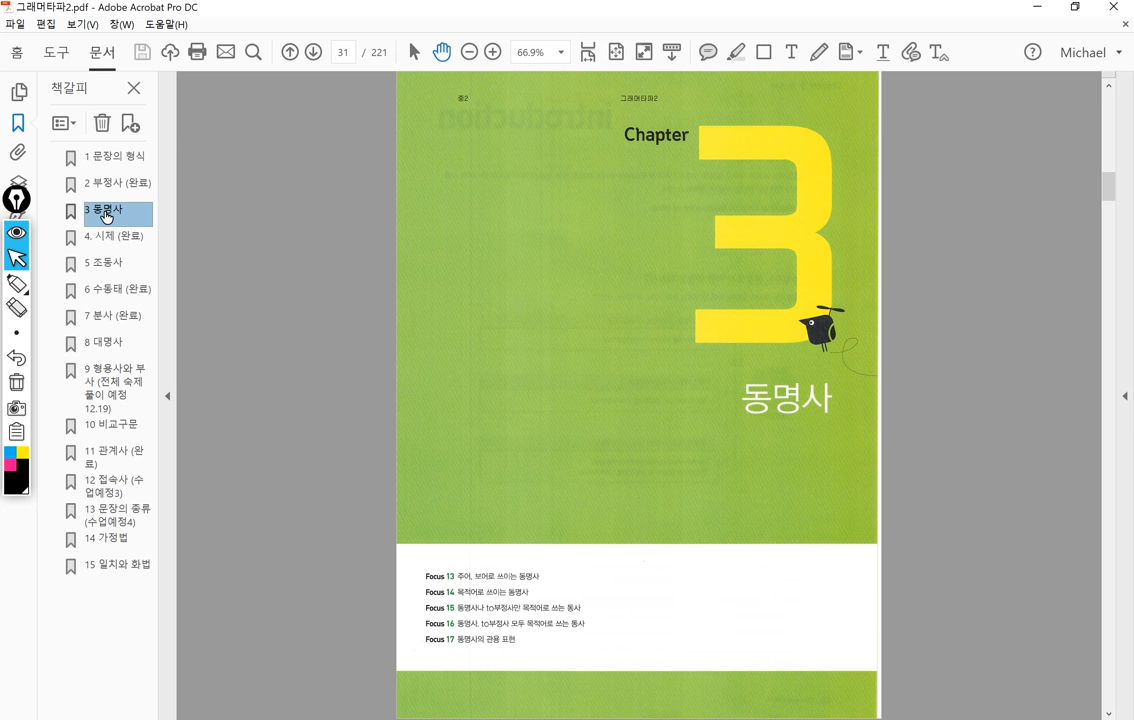 그래머타파2.pdf - Adobe Acrobat Pro DC
파일 편집 보기(V) 창(W) 도움말(H)
홈 도구 문서 31 / 221 66.9% Michael
책갈피
1 문장의 형식
2 부정사 (완료)
3 동명사
4. 시제 (완료)
5 조동사
6 수동태 (완료)
7 분사 (완료)
8 대명사
9 형용사와 부
사 (전체 숙제
풀이 예정
12.19)
10 비교구문
11 관계사 (완
료)
12 접속사 (수
업예정3)
13 문장의 종류
(수업예정4)
14 가정법
15 일치와 화법
중2 그래머타파2
Chapter
3
동명사
Focus 13 주어, 보어로 쓰이는 동명사
Focus 14 목적어로 쓰이는 동명사
Focus 15 동명사나 to부정사만 목적어로 쓰는 동사
Focus 16 동명사, to부정사 모두 목적어로 쓰는 동사
Focus 17 동명사의 관용 표현